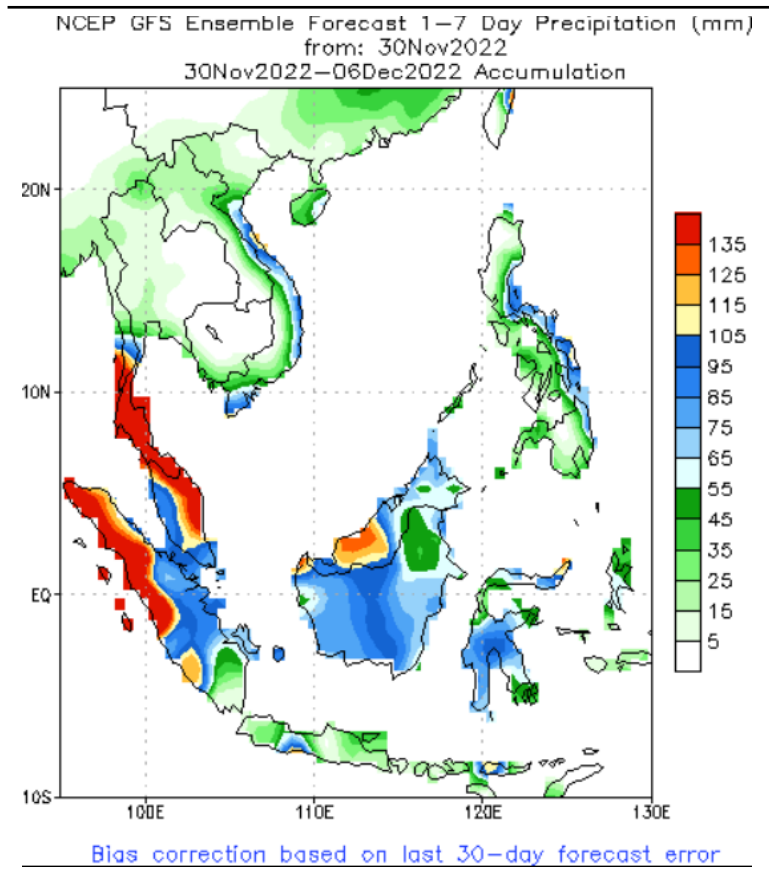 NCEP GFS Ensemble Forecast 1–7 Day Precipitation (mm)
from: 30Nov2022
30Nov2022–06Dec2022 Accumulation
20N
10N
EQ
10S
100E
110E
120E
130E
135
125
115
105
95
85
75
65
55
45
35
25
15
5
Bias correction based on last 30–day forecast error